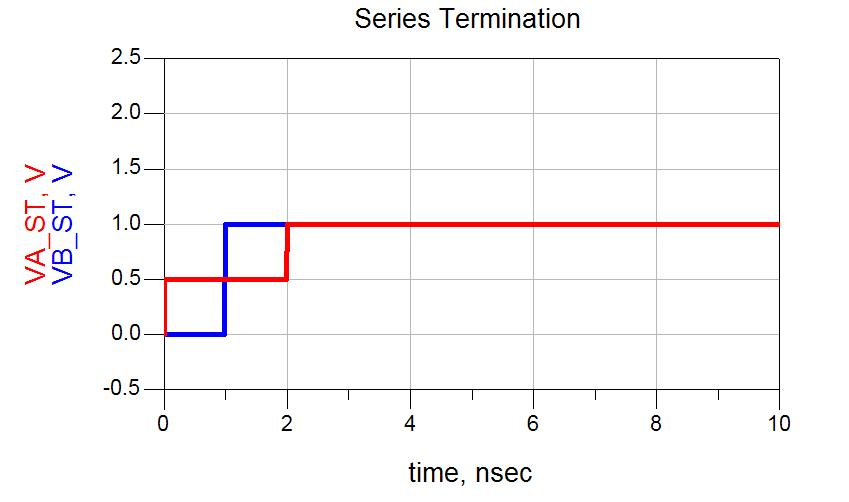 Series Termination
VA_ST, V
VB_ST, V
2.5
2.0
1.5
1.0
0.5
0.0
-0.5
0 2 4 6 8 10
time, nsec